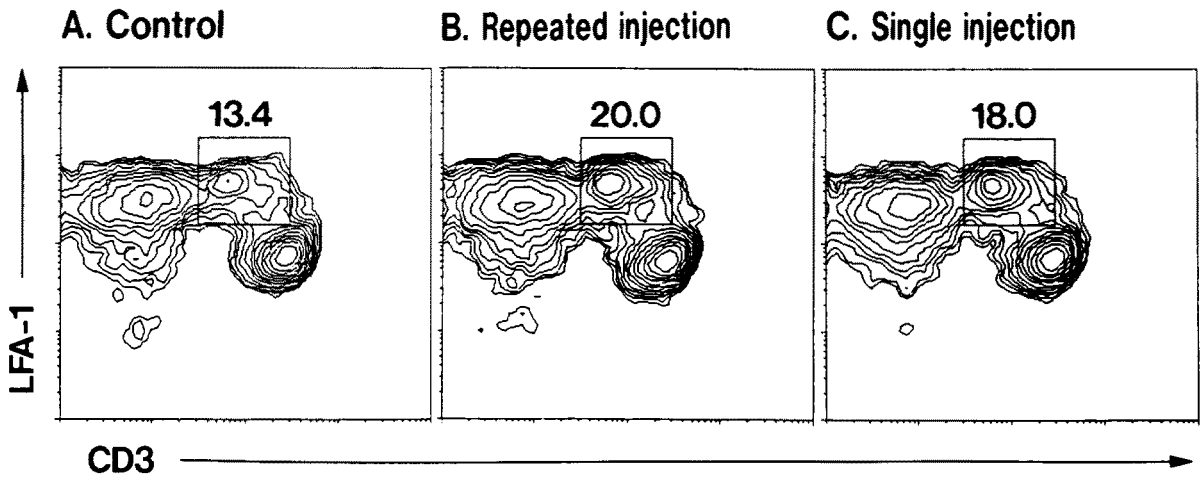 A. Control
B. Repeated injection
C. Single injection
13.4
20.0
18.0
LFA-1
CD3